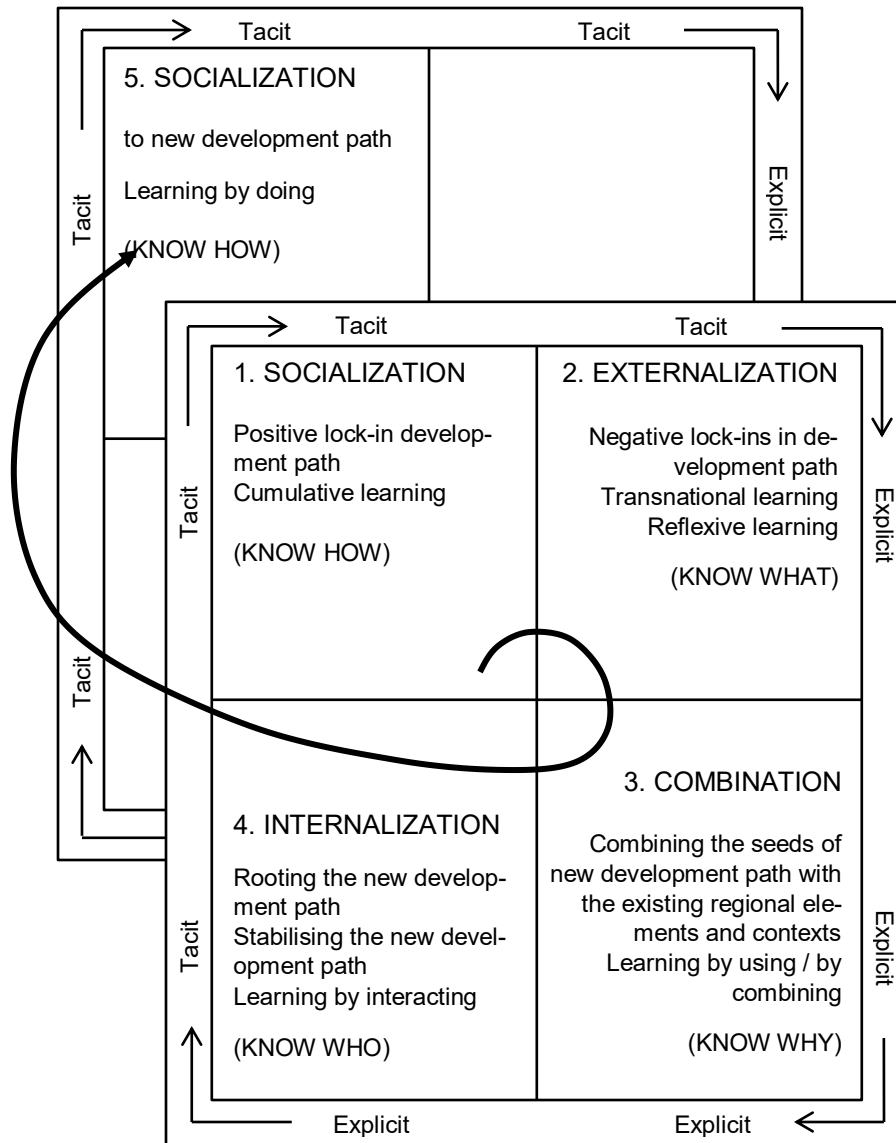 Tacit
Tacit
5. SOCIALIZATION
to new development path
Learning by doing
(KNOW HOW)
Tacit
Explicit
Tacit
Tacit
Tacit
1. SOCIALIZATION
Positive lock-in develop-
ment path
Cumulative learning
(KNOW HOW)
2. EXTERNALIZATION
Negative lock-ins in de-
velopment path
Transnational learning
Reflexive learning
(KNOW WHAT)
Tacit
Explicit
3. COMBINATION
Combining the seeds of
new development path with
the existing regional ele-
ments and contexts
Learning by using / by
combining
(KNOW WHY)
4. INTERNALIZATION
Rooting the new develop-
ment path
Stabilising the new devel-
opment path
Learning by interacting
(KNOW WHO)
Tacit
Explicit
Explicit
Explicit